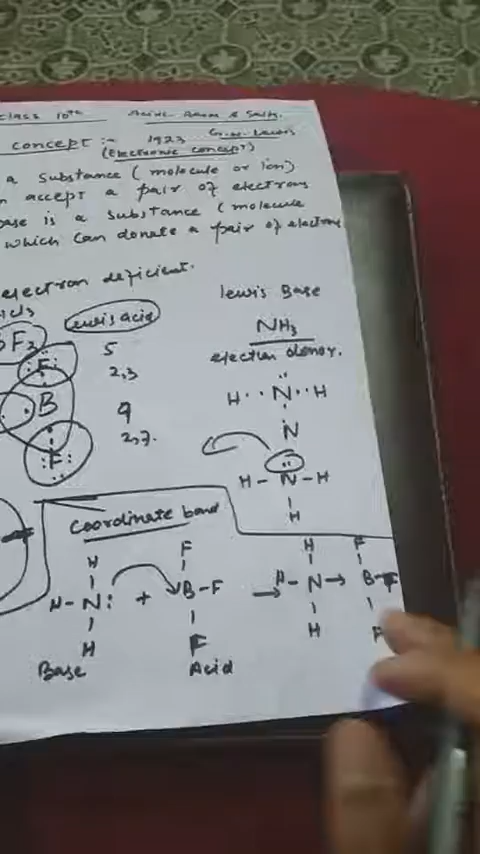 class 10th Acids Bases & Salts.
concept :- 1923 G.N. Lewis
(Electronic concept)
a substance (molecule or ion)
accept a pair of electrons
base is a substance (molecule
which can donate a pair of electrons
electron deficient.
Lewis acid
Lewis Base
NH3
electron donor.
5
2,3
9
2,7.
F
B
F
H··N··H
N
H-N-H
H
Coordinate bond
H
H-N:
H
Base
+
F
B-F
F
Acid
→
H
H-N→
H
F
B-F
F